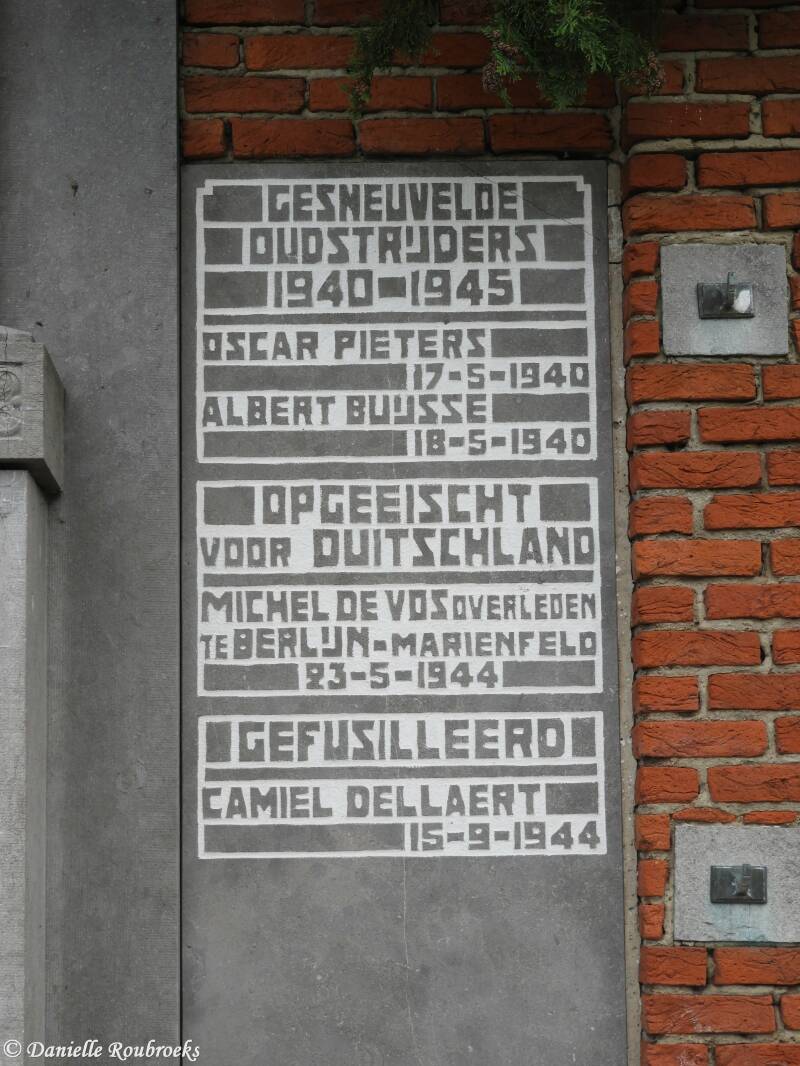 GESNEUVELDE
OUDSTRIJDERS
1940-1945
OSCAR PIETERS
17-5-1940
ALBERT BUIJSSE
18-5-1940
OPGEEISCHT
VOOR DUITSCHLAND
MICHEL DE VOS OVERLEDEN
TE BERLIJN-MARIENFELD
23-5-1944
GEFUSILLEERD
CAMIEL DELLAERT
15-9-1944
© Danielle Roubroeks